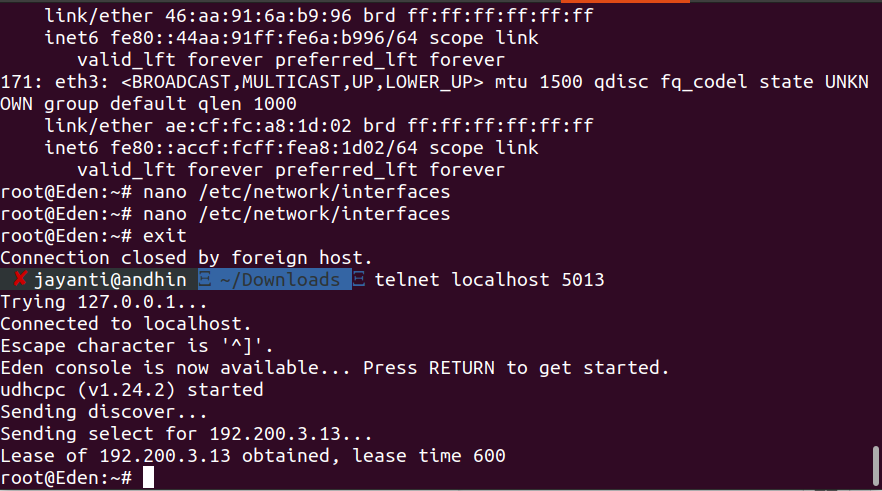 link/ether 46:aa:91:6a:b9:96 brd ff:ff:ff:ff:ff:ff
inet6 fe80::44aa:91ff:fe6a:b996/64 scope link
valid_lft forever preferred_lft forever
171: eth3: <BROADCAST,MULTICAST,UP,LOWER_UP> mtu 1500 qdisc fq_codel state UNKN
OWN group default qlen 1000
link/ether ae:cf:fc:a8:1d:02 brd ff:ff:ff:ff:ff:ff
inet6 fe80::accf:fcff:fea8:1d02/64 scope link
valid_lft forever preferred_lft forever
root@Eden:~# nano /etc/network/interfaces
root@Eden:~# nano /etc/network/interfaces
root@Eden:~# exit
Connection closed by foreign host.
✘ jayanti@andhin Ξ ~/Downloads Ξ telnet localhost 5013
Trying 127.0.0.1...
Connected to localhost.
Escape character is '^]'.
Eden console is now available... Press RETURN to get started.
udhcpc (v1.24.2) started
Sending discover...
Sending select for 192.200.3.13...
Lease of 192.200.3.13 obtained, lease time 600
root@Eden:~#